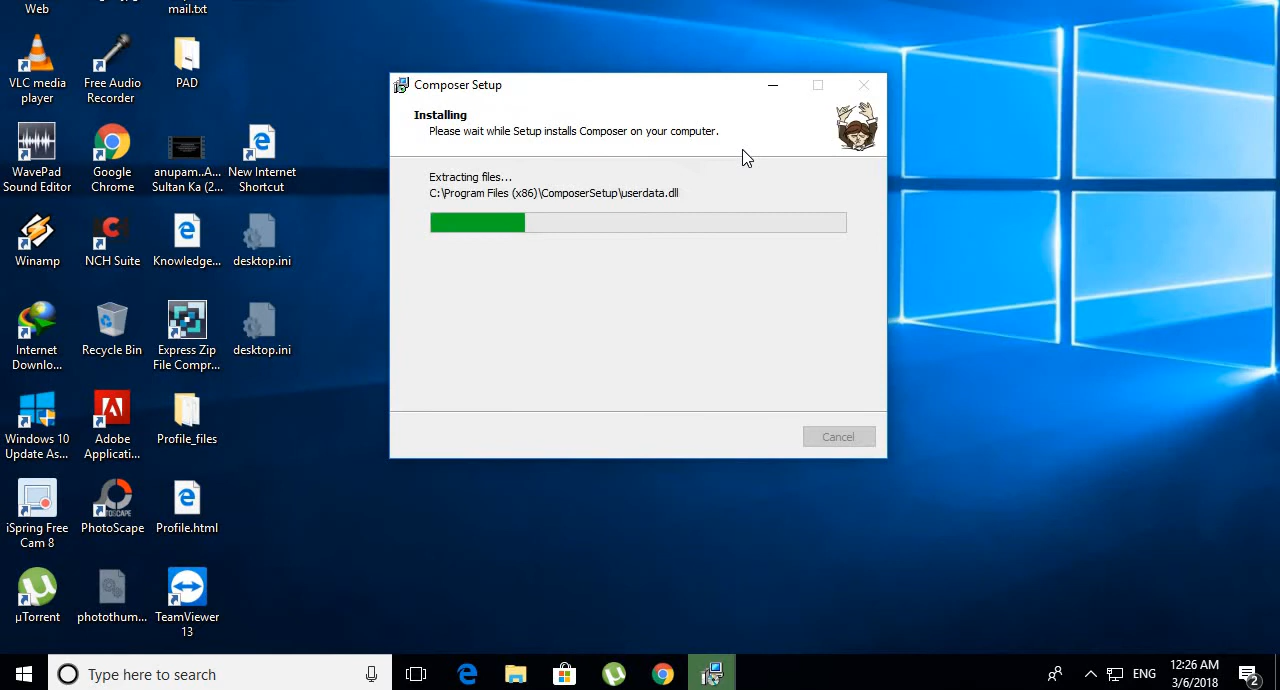 Web
mail.txt
VLC media
player
Free Audio
Recorder
PAD
WavePad
Sound Editor
Google
Chrome
anupam..A...
Sultan Ka (2...
New Internet
Shortcut
Winamp
NCH Suite
Knowledge...
desktop.ini
Internet
Downlo...
Recycle Bin
Express Zip
File Compr...
desktop.ini
Windows 10
Update As...
Adobe
Applicati...
Profile_files
iSpring Free
Cam 8
PhotoScape
Profile.html
µTorrent
photothum...
TeamViewer
13
Composer Setup
Installing
Please wait while Setup installs Composer on your computer.
Extracting files...
C:\Program Files (x86)\ComposerSetup\userdata.dll
Cancel
Type here to search
ENG
12:26 AM
3/6/2018
2